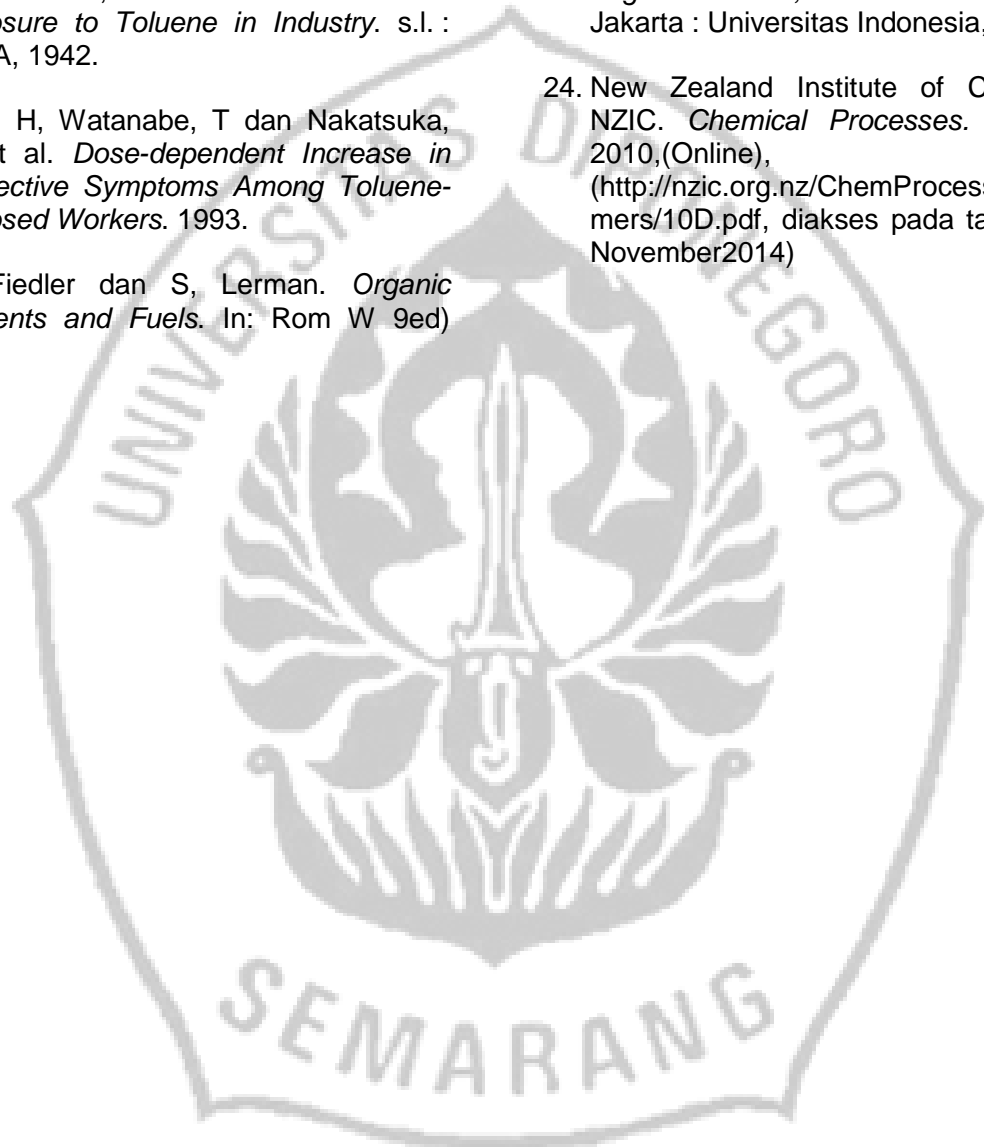 osure to Toluene in Industry. s.l. :
A, 1942.
H, Watanabe, T dan Nakatsuka,
t al. Dose-dependent Increase in
ective Symptoms Among Toluene-
osed Workers. 1993.
Fiedler dan S, Lerman. Organic
ents and Fuels. In: Rom W 9ed)
Jakarta : Universitas Indonesia,
24. New Zealand Institute of C
NZIC. Chemical Processes.
2010,(Online),
(http://nzic.org.nz/ChemProcess
mers/10D.pdf, diakses pada ta
November2014)
UNIVERSITAS DIPONEGORO
SEMARANG